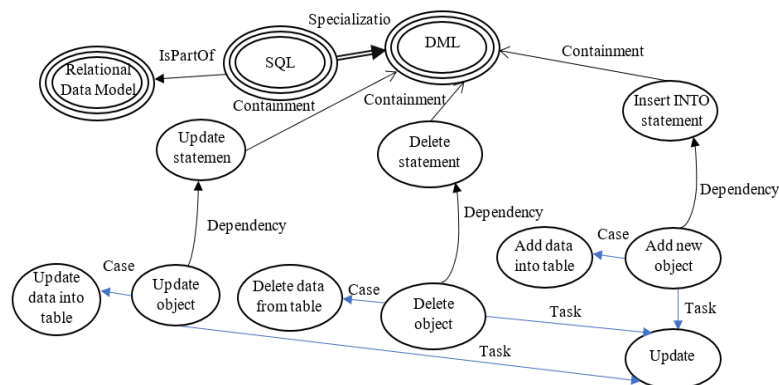 Specializatio
IsPartOf
SQL
DML
Containment
Relational
Data Model
Containment
Containment
Insert INTO
statement
Update
statemen
Delete
statement
Dependency
Dependency
Dependency
Update
data into
table
Case
Update
object
Delete data
from table
Case
Delete
object
Add data
into table
Case
Add new
object
Task
Task
Task
Update